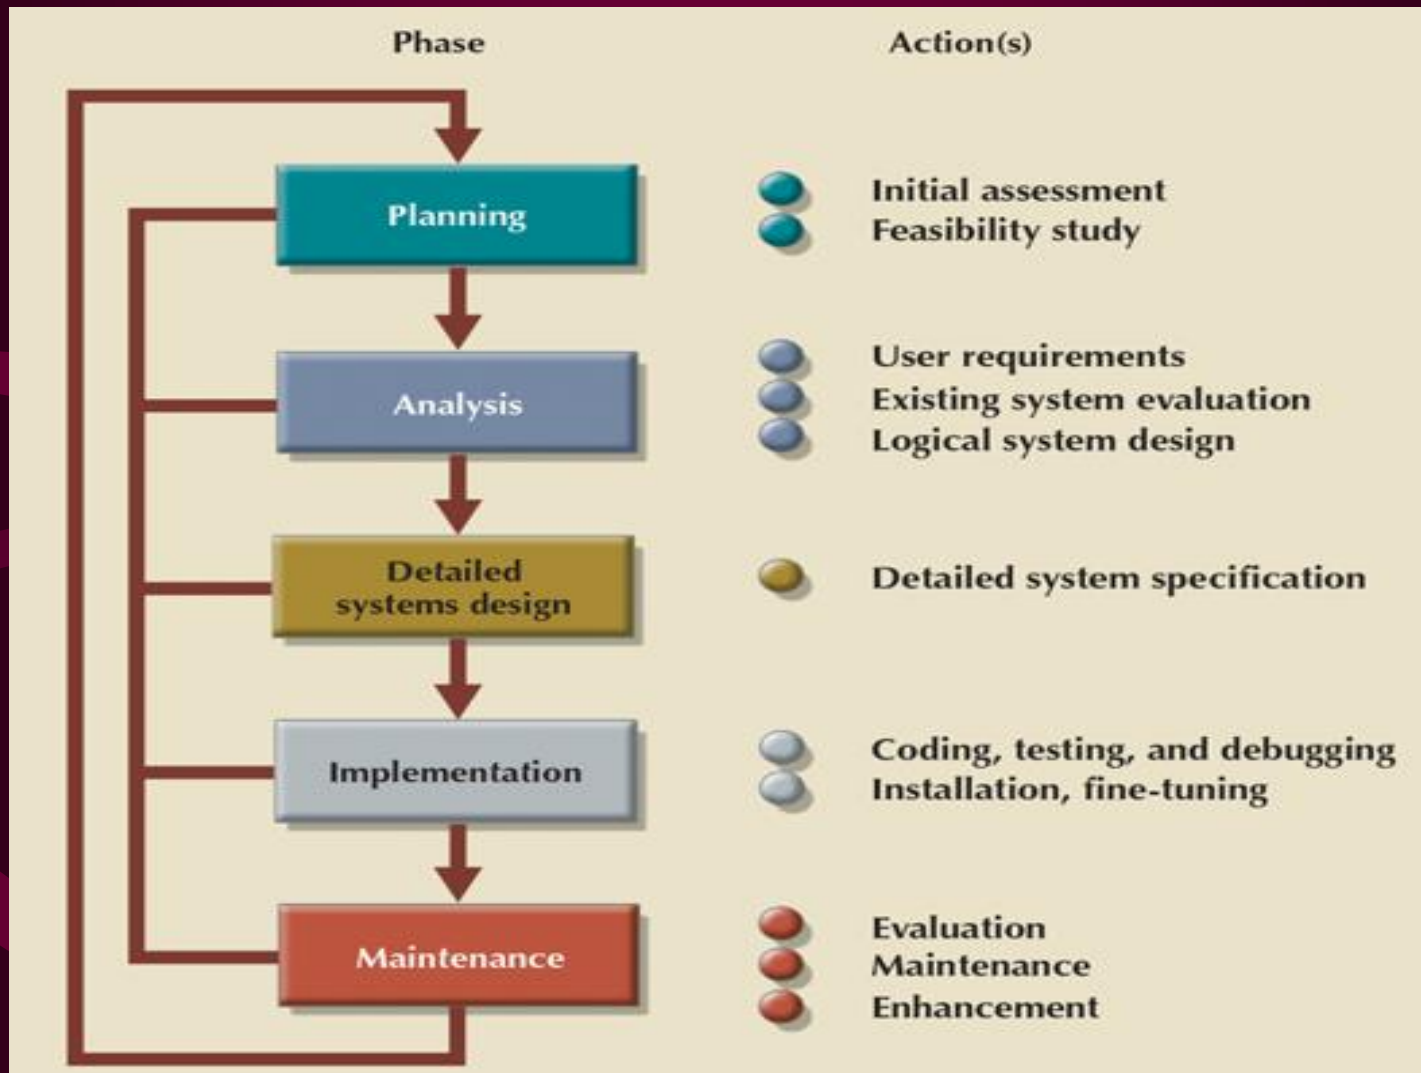 Phase
Action(s)
Planning
Initial assessment
Feasibility study
Analysis
User requirements
Existing system evaluation
Logical system design
Detailed
systems design
Detailed system specification
Implementation
Coding, testing, and debugging
Installation, fine-tuning
Maintenance
Evaluation
Maintenance
Enhancement